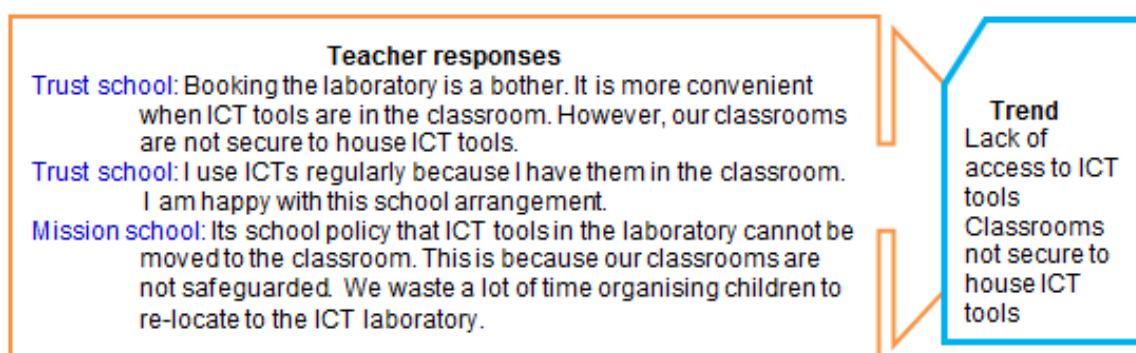 Teacher responses
Trust school: Booking the laboratory is a bother. It is more convenient
when ICT tools are in the classroom. However, our classrooms
are not secure to house ICT tools.
Trust school: I use ICTs regularly because I have them in the classroom.
I am happy with this school arrangement.
Mission school: Its school policy that ICT tools in the laboratory cannot be
moved to the classroom. This is because our classrooms are
not safeguarded. We waste a lot of time organising children to
re-locate to the ICT laboratory.
Trend
Lack of
access to ICT
tools
Classrooms
not secure to
house ICT
tools